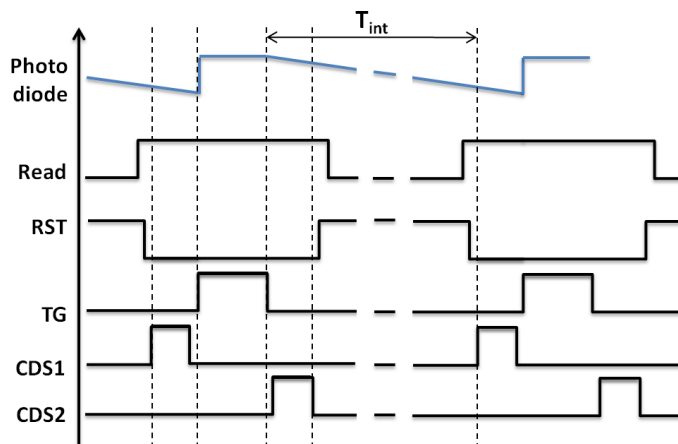 T_int
Photo
diode
Read
RST
TG
CDS1
CDS2